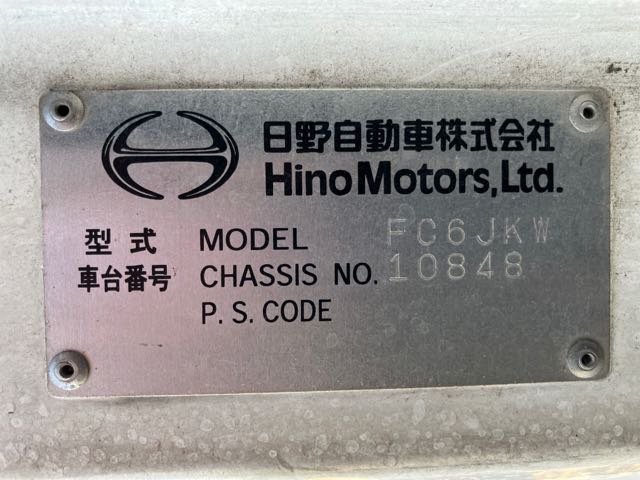 日野自動車株式会社
Hino Motors, Ltd.
型式 MODEL FC6JKW
車台番号 CHASSIS NO. 10848
P. S. CODE